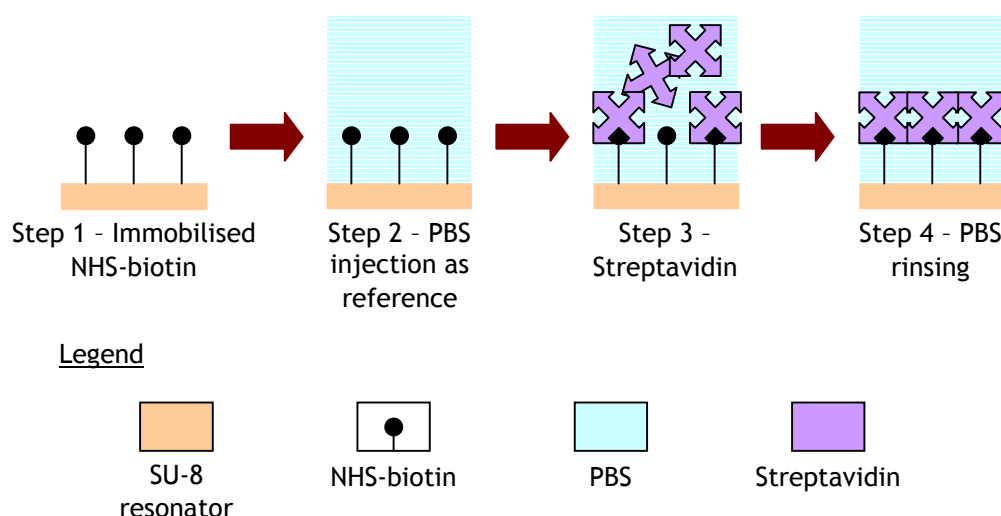 Step 1 – Immobilised
NHS-biotin
Step 2 – PBS
injection as
reference
Step 3 –
Streptavidin
Step 4 – PBS
rinsing
Legend
SU-8
resonator
NHS-biotin
PBS
Streptavidin